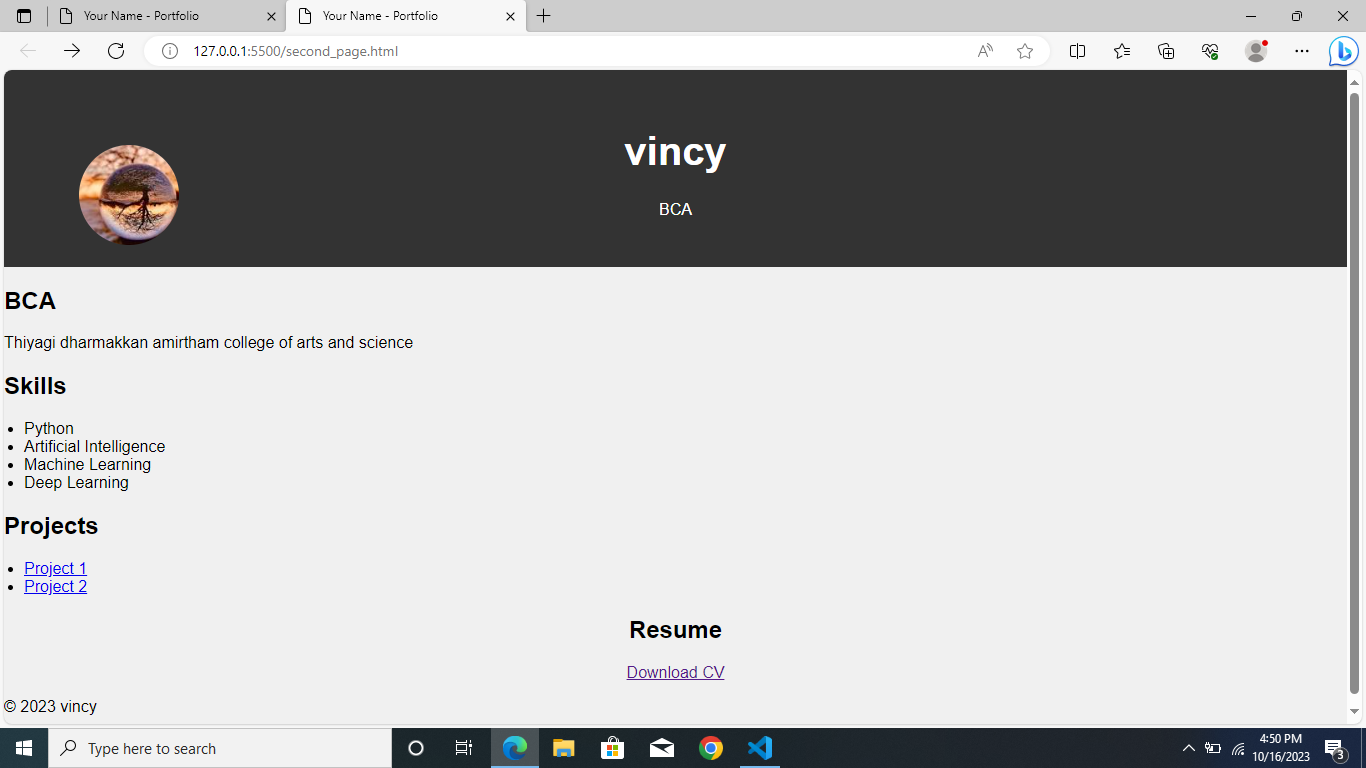 Your Name - Portfolio
Your Name - Portfolio
127.0.0.1:5500/second_page.html
vincy
BCA
BCA
Thiyagi dharmakkan amirtham college of arts and science
Skills
Python
Artificial Intelligence
Machine Learning
Deep Learning
Projects
Project 1
Project 2
Resume
Download CV
© 2023 vincy
Type here to search
4:50 PM
10/16/2023
3